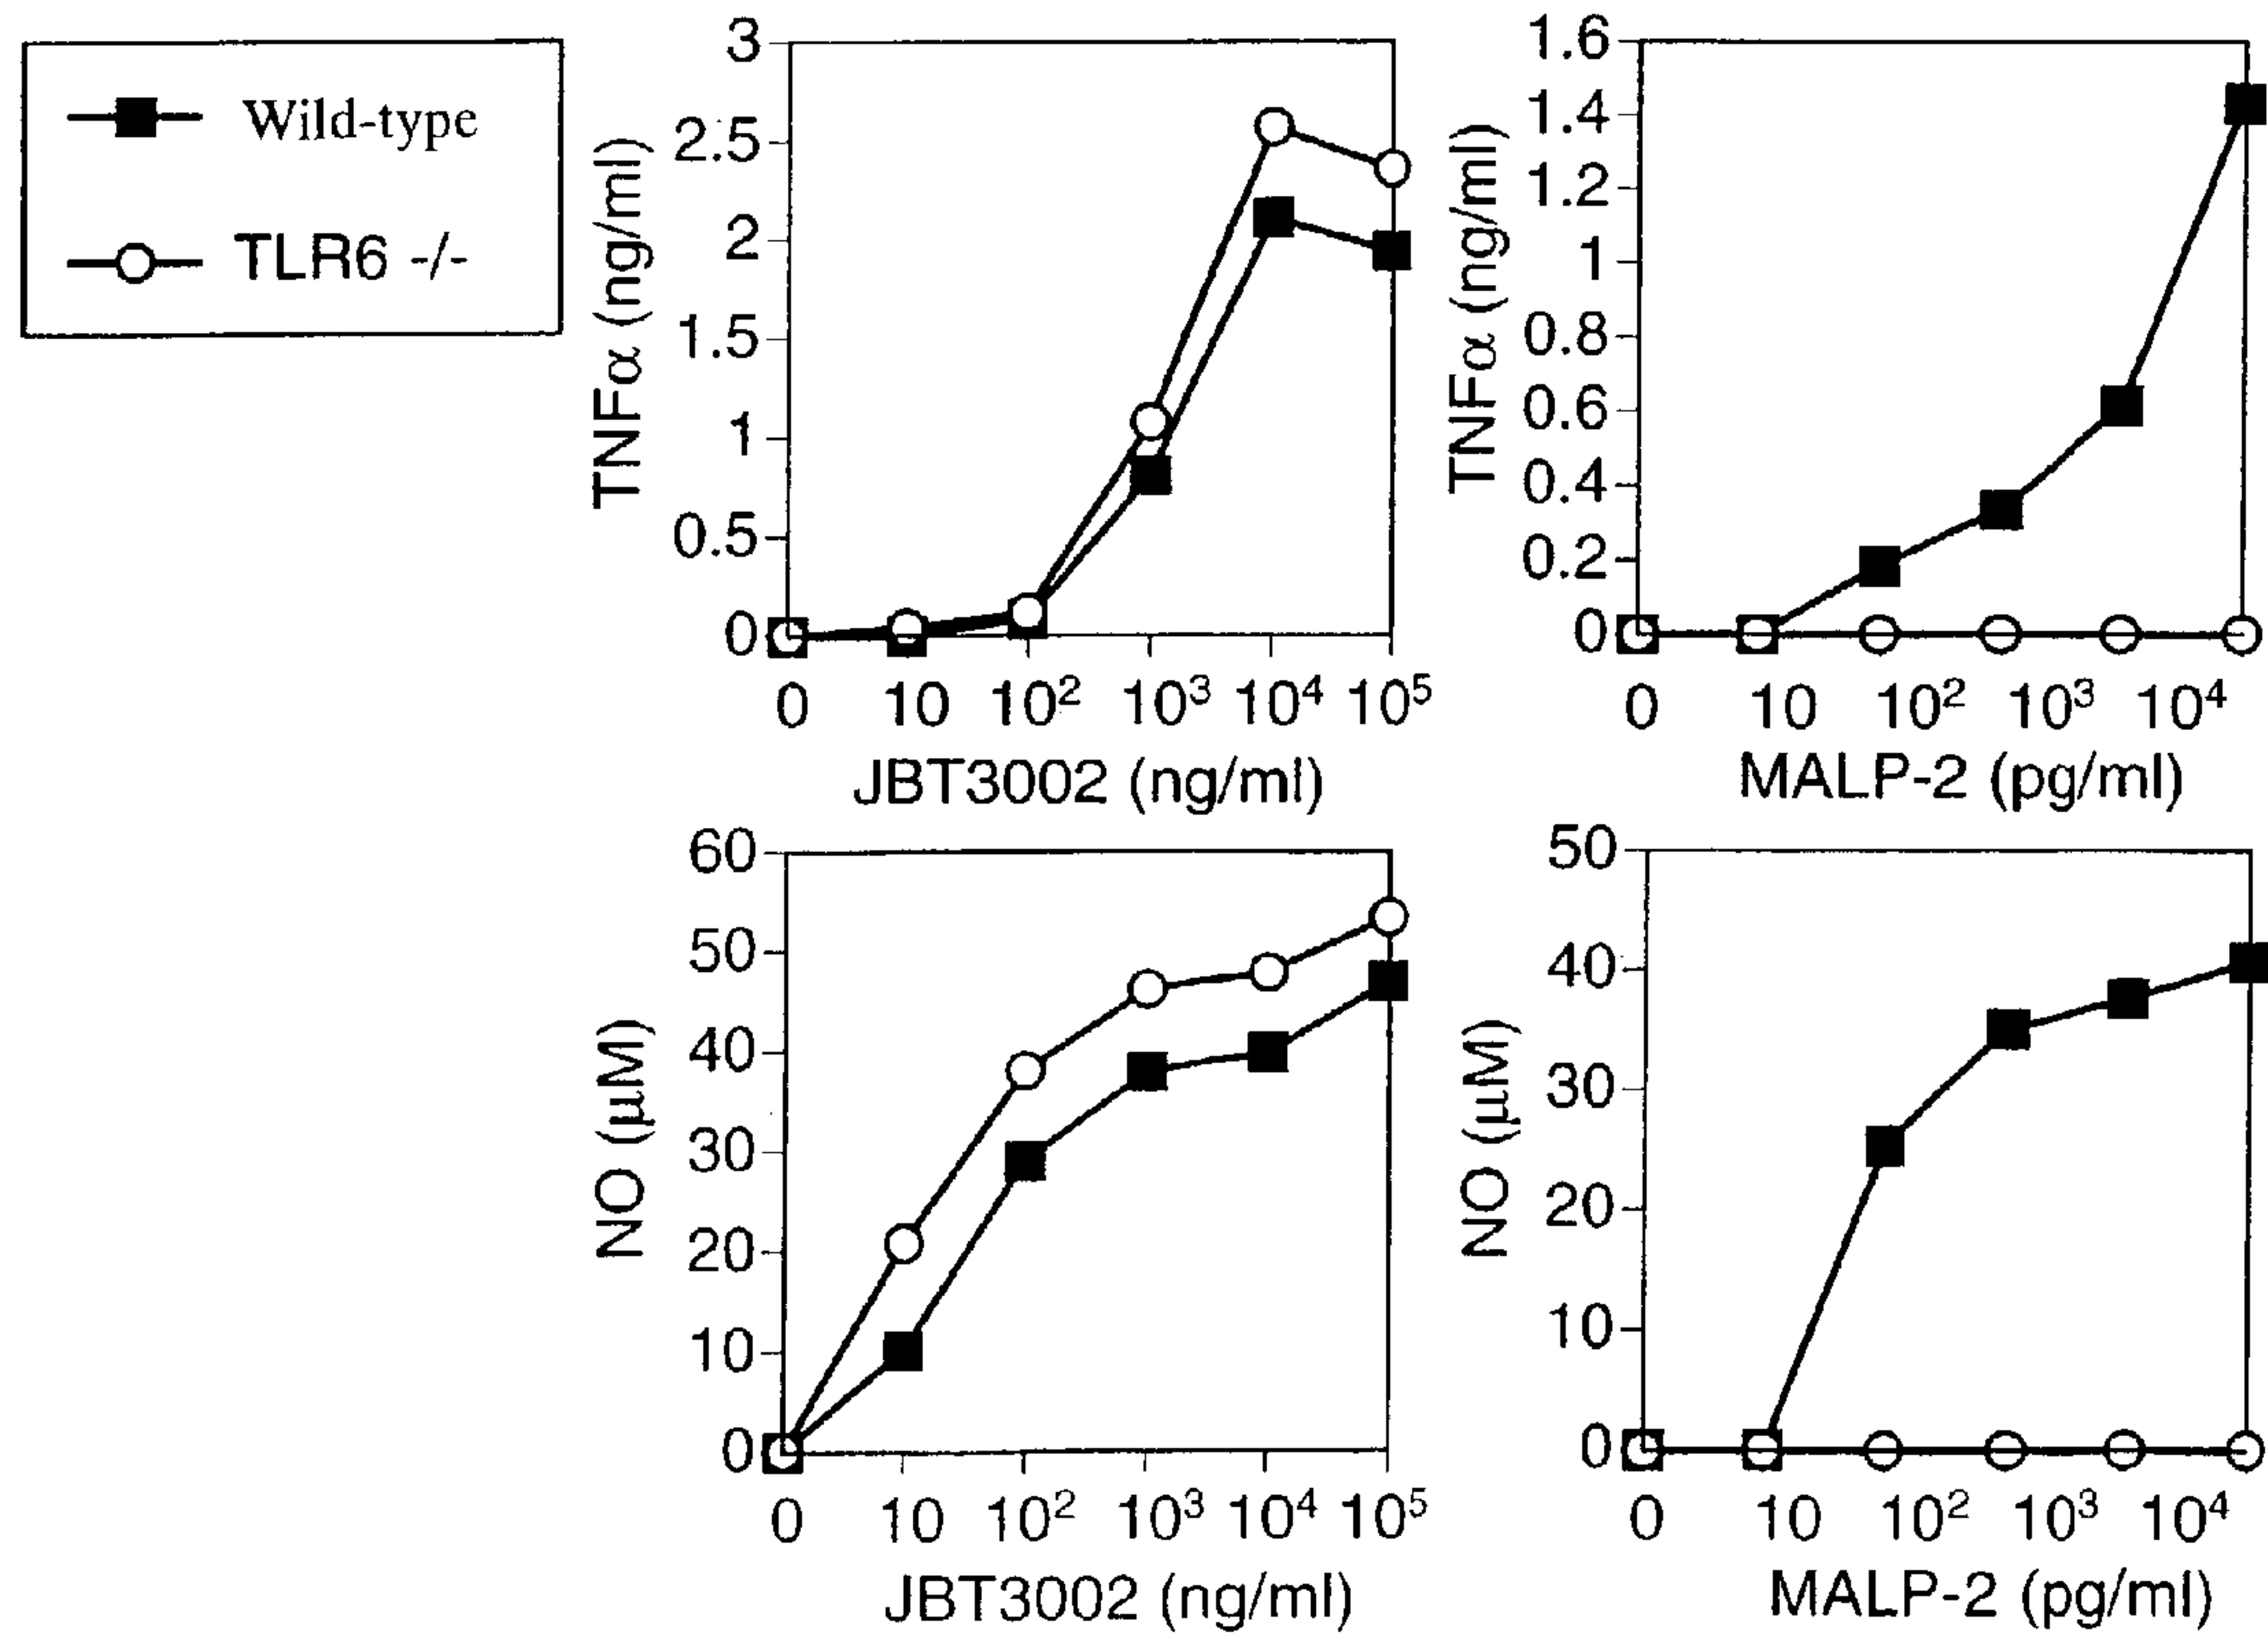 Wild-type
TLR6 -/-
TNFα (ng/ml)
3
2.5
2
1.5
1
0.5
0
0 10 10² 10³ 10⁴ 10⁵
JBT3002 (ng/ml)
TNFα (ng/ml)
1.6
1.4
1.2
1
0.8
0.6
0.4
0.2
0
0 10 10² 10³ 10⁴
MALP-2 (pg/ml)
NO (μM)
60
50
40
30
20
10
0
0 10 10² 10³ 10⁴ 10⁵
JBT3002 (ng/ml)
NO (μM)
50
40
30
20
10
0
0 10 10² 10³ 10⁴
MALP-2 (pg/ml)